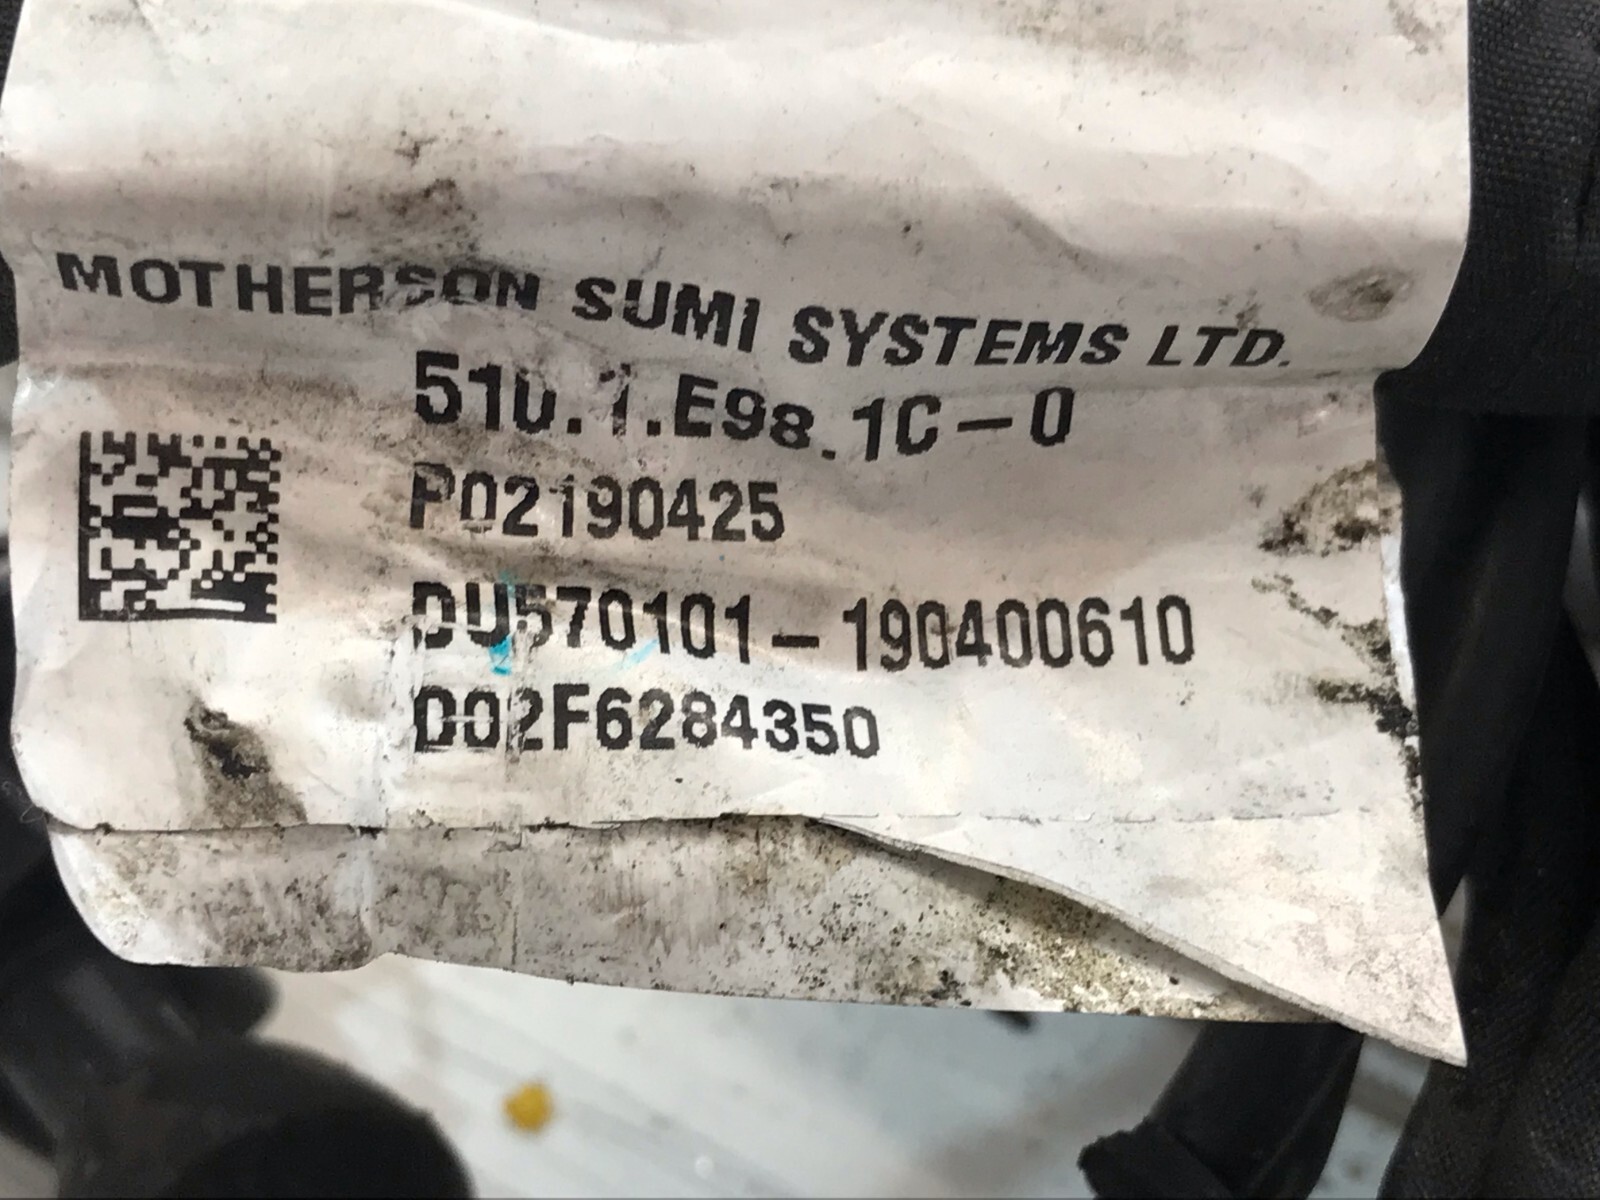 MOTHERSON SUMI SYSTEMS LTD.
510.1.E98.1C-0
P02190425
DU570101-190400610
D02F6284350